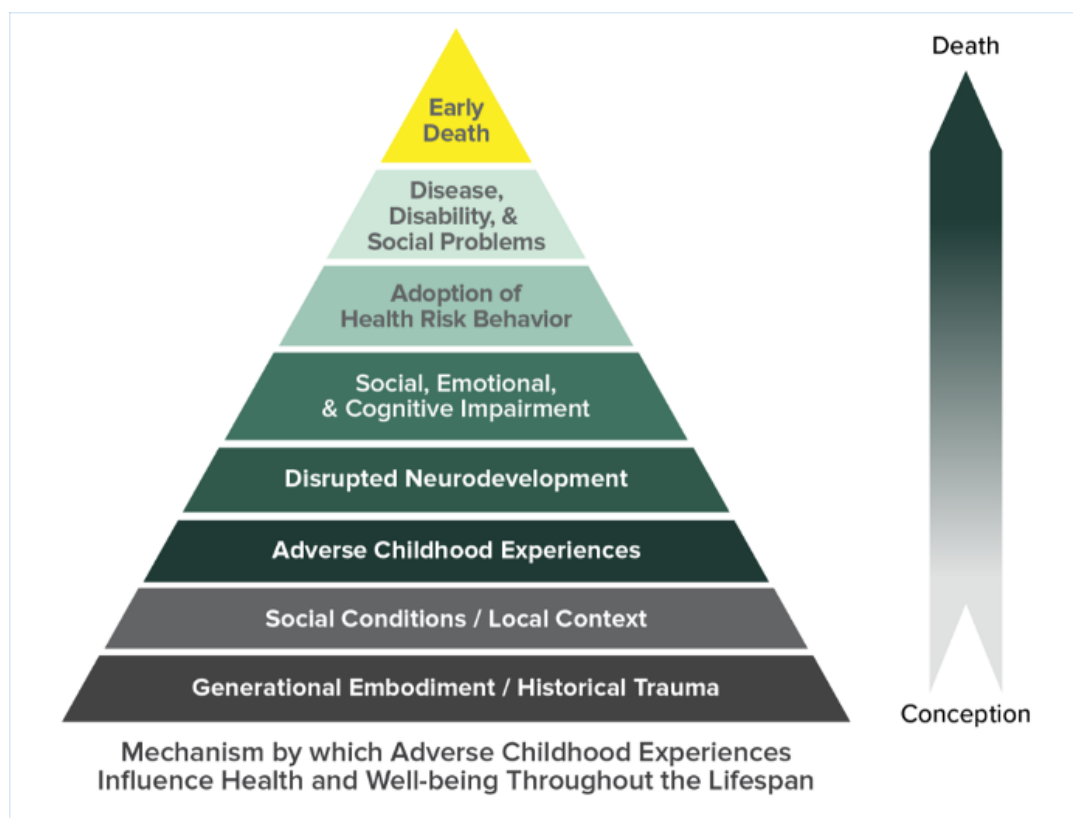 Death
Early
Death
Disease,
Disability, &
Social Problems
Adoption of
Health Risk Behavior
Social, Emotional,
& Cognitive Impairment
Disrupted Neurodevelopment
Adverse Childhood Experiences
Social Conditions / Local Context
Generational Embodiment / Historical Trauma
Conception
Mechanism by which Adverse Childhood Experiences
Influence Health and Well-being Throughout the Lifespan